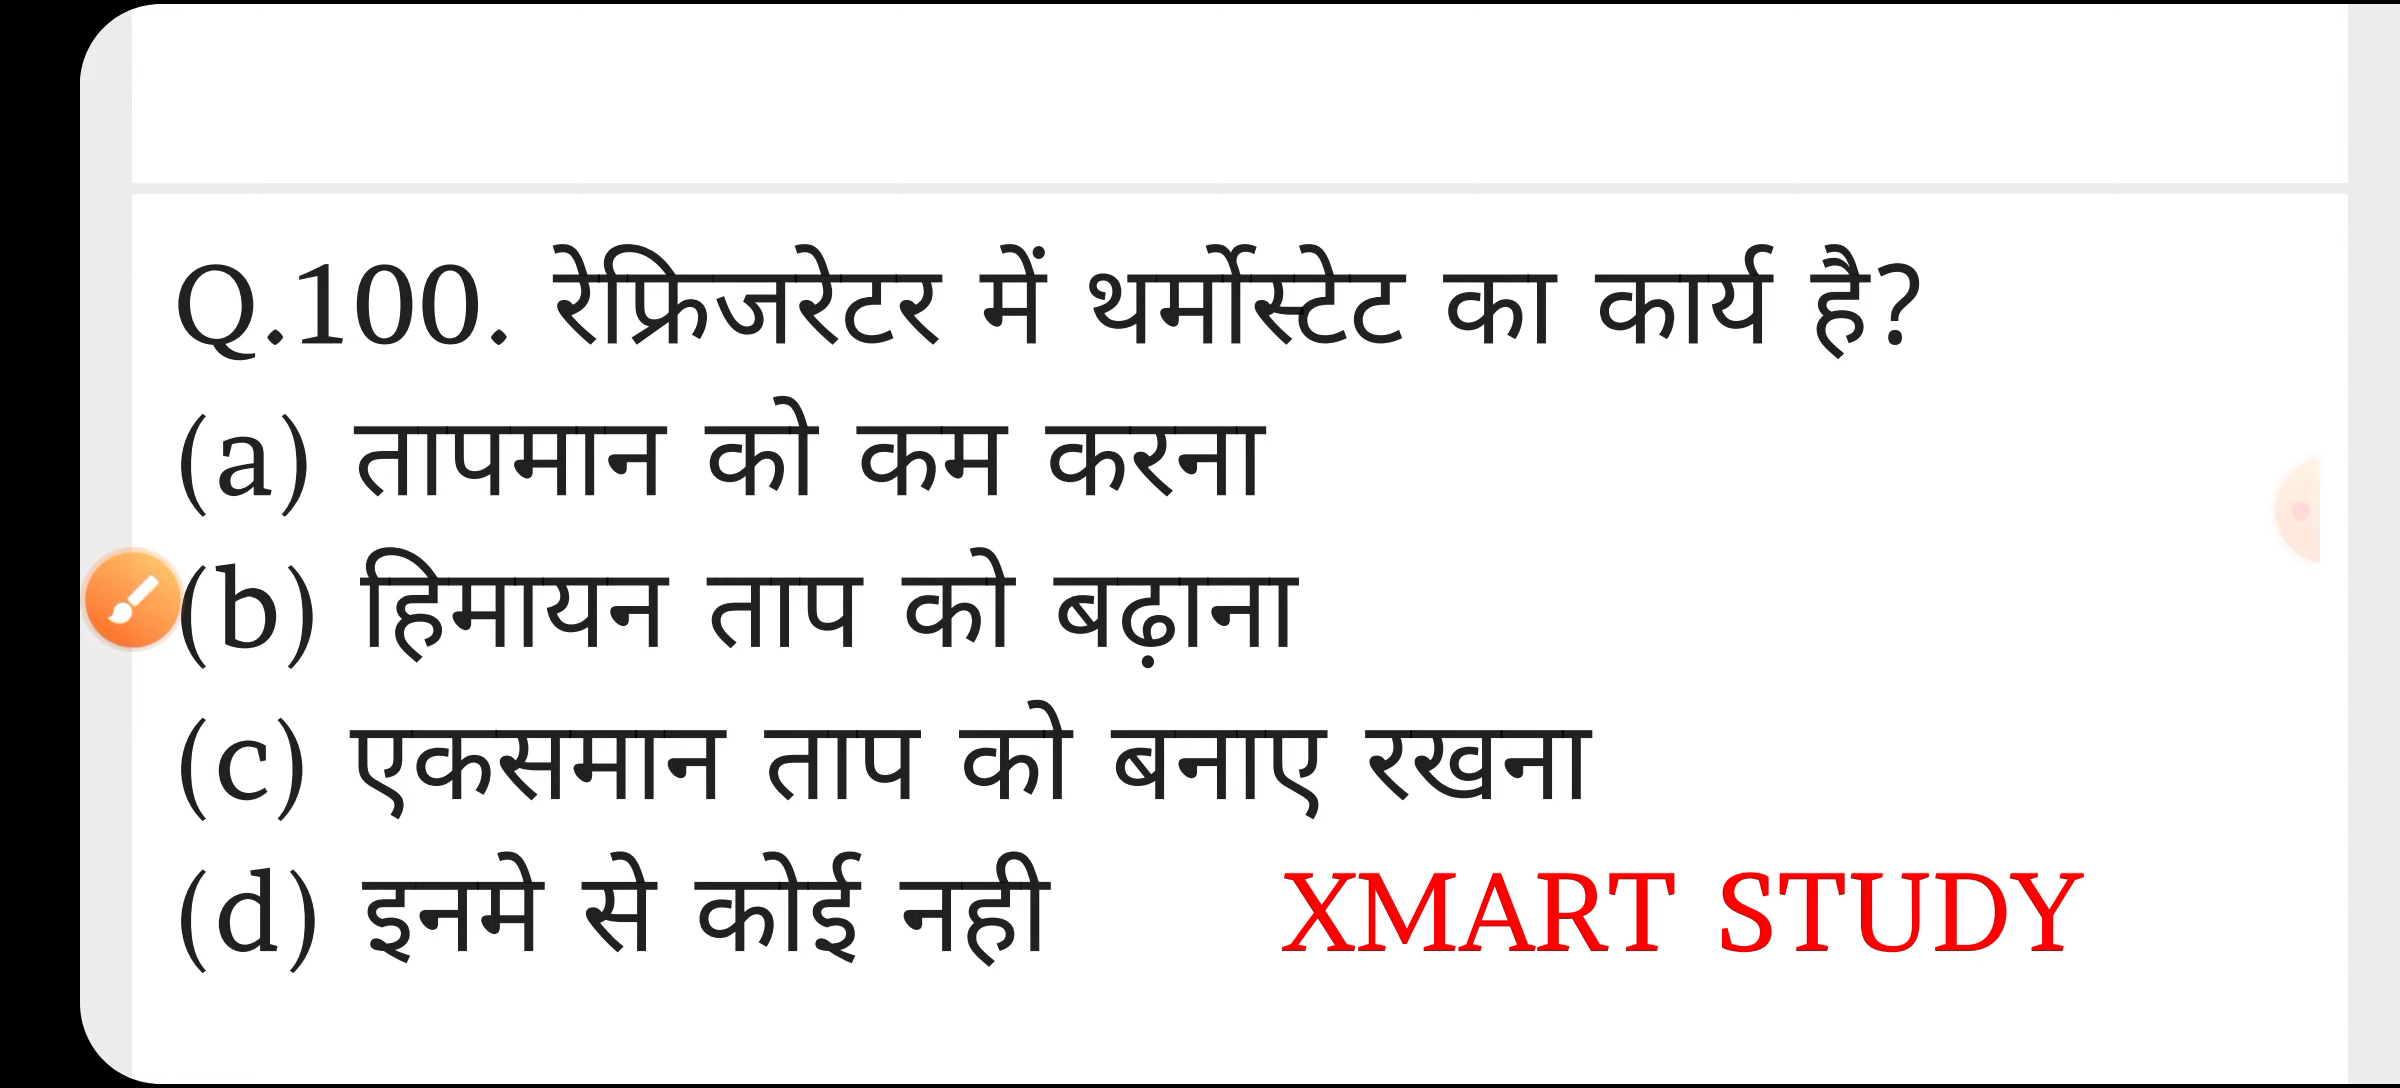 Q.100. रेफ्रिजरेटर में थर्मोस्टेट का कार्य है?
(a) तापमान को कम करना
(b) हिमायन ताप को बढ़ाना
(c) एकसमान ताप को बनाए रखना
(d) इनमे से कोई नही XMART STUDY